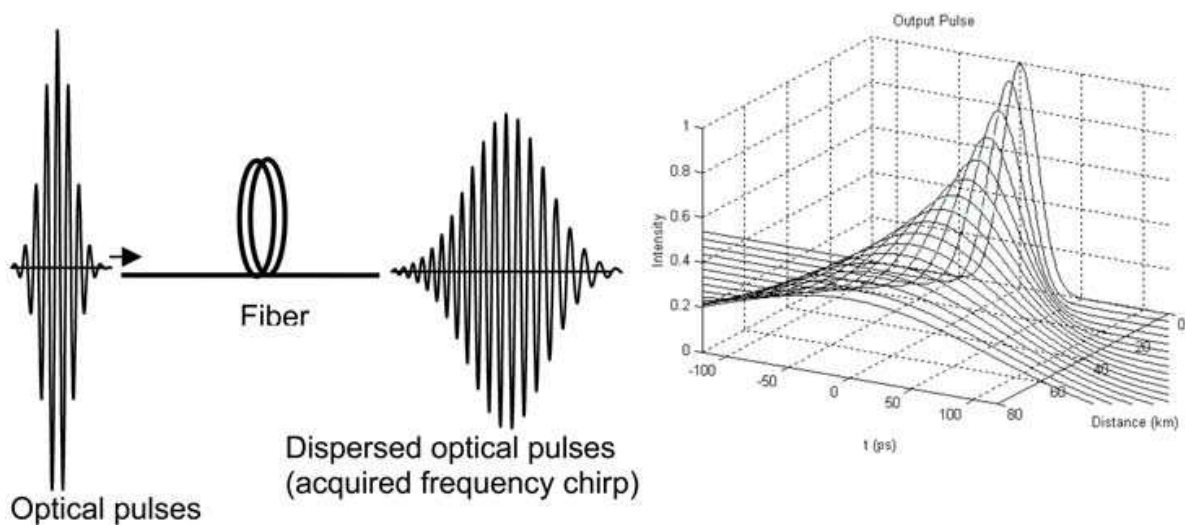 Optical pulses
Fiber
Dispersed optical pulses
(acquired frequency chirp)
Output Pulse
Intensity
1
0.8
0.6
0.4
0.2
0
-100
-50
0
50
100
t (ps)
80
60
40
20
0
Distance (km)